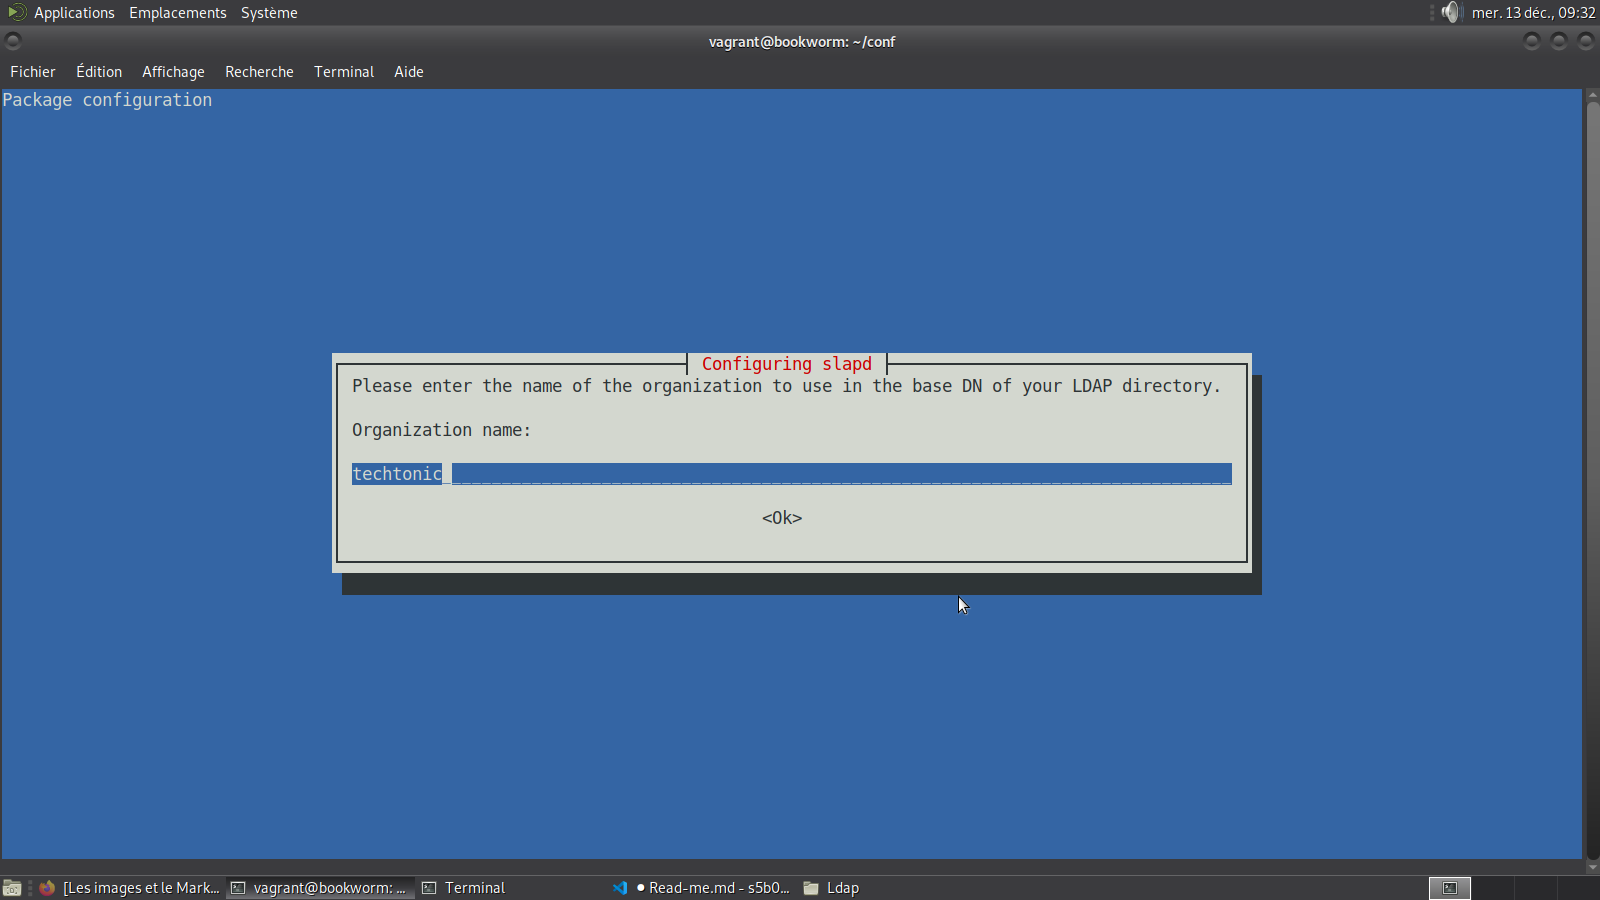 Applications Emplacements Système mer. 13 déc., 09:32
vagrant@bookworm: ~/conf
Fichier Édition Affichage Recherche Terminal Aide
Package configuration
Configuring slapd
Please enter the name of the organization to use in the base DN of your LDAP directory.
Organization name:
techtonic
<Ok>
[Les images et le Mark... vagrant@bookworm: ... Terminal ● Read-me.md - s5b0... Ldap